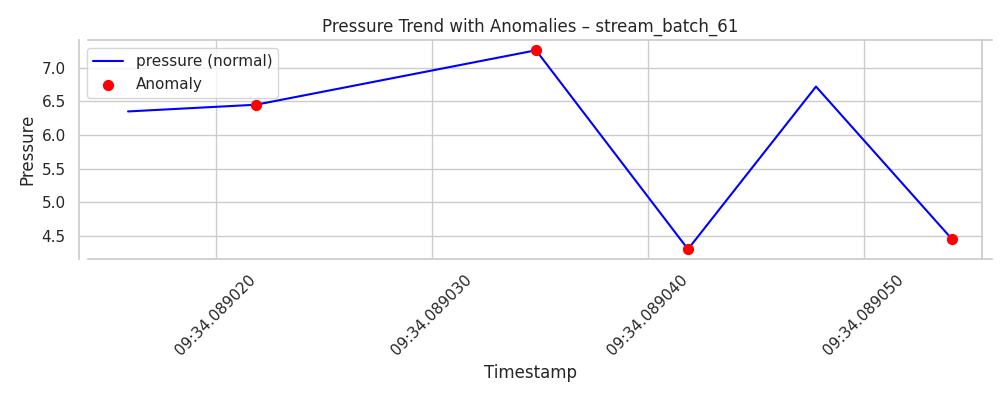 Pressure Trend with Anomalies – stream_batch_61
pressure (normal)
Anomaly
Pressure
7.0
6.5
6.0
5.5
5.0
4.5
09:34.089020
09:34.089030
09:34.089040
09:34.089050
Timestamp